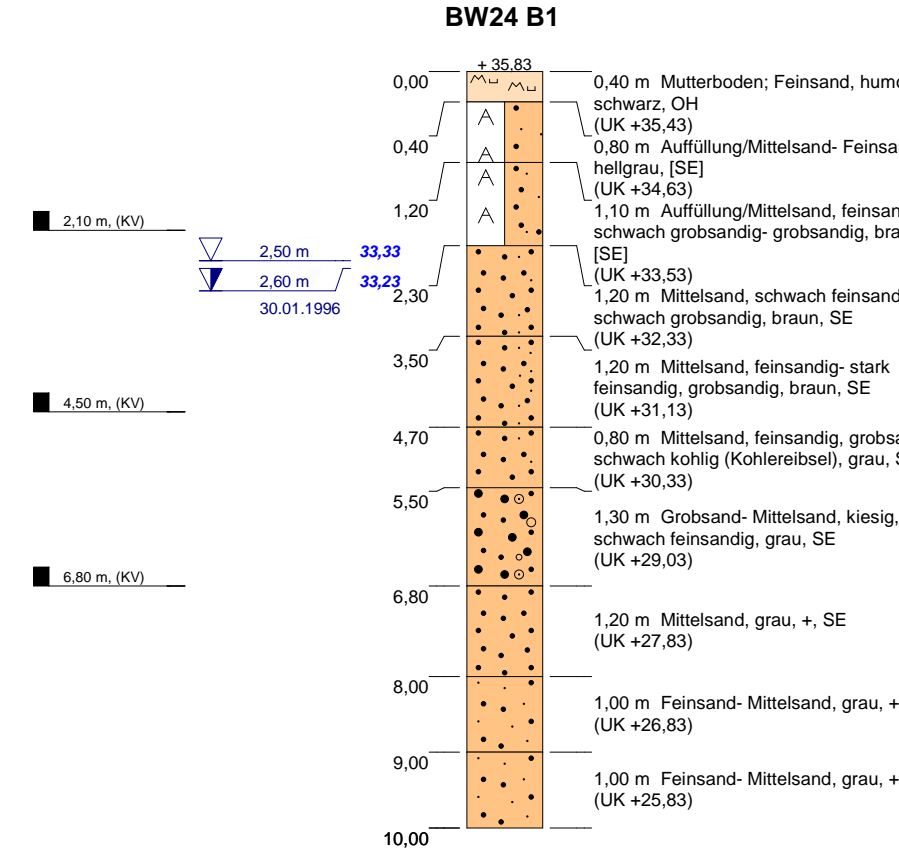 BW24 B1
+ 35,83
0,00
0,40 m Mutterboden; Feinsand,
schwarz, OH
(UK +35,43)
0,40
0,80 m Auffüllung/Mittelsand-
hellgrau, [SE]
(UK +34,63)
1,20
1,10 m Auffüllung/Mittelsand,
schwach grobsandig- grobsandig,
[SE]
(UK +33,53)
2,10 m, (KV)
2,50 m 33,33
2,60 m 33,23
30.01.1996
2,30
1,20 m Mittelsand, schwach
schwach grobsandig, braun, SE
(UK +32,33)
3,50
1,20 m Mittelsand, feinsandig- stark
feinsandig, grobsandig, braun, SE
(UK +31,13)
4,50 m, (KV)
4,70
0,80 m Mittelsand, feinsandig,
schwach kohlig (Kohlereibsel), grau,
(UK +30,33)
5,50
1,30 m Grobsand- Mittelsand, kiesig,
schwach feinsandig, grau, SE
(UK +29,03)
6,80 m, (KV)
6,80
1,20 m Mittelsand, grau, +, SE
(UK +27,83)
8,00
1,00 m Feinsand- Mittelsand, grau, +
(UK +26,83)
9,00
1,00 m Feinsand- Mittelsand, grau, +
(UK +25,83)
10,00